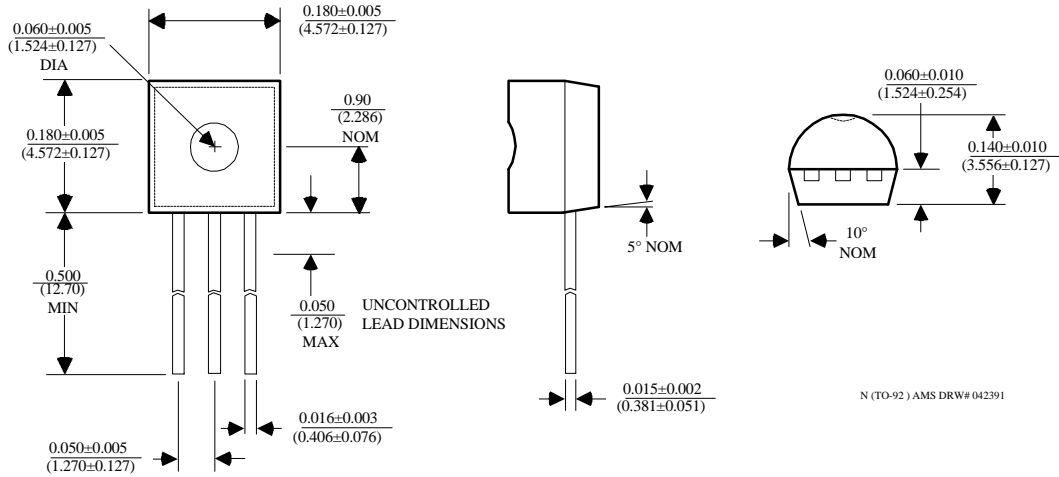 0.180±0.005
(4.572±0.127)
0.060±0.005
(1.524±0.127)
DIA
0.180±0.005
(4.572±0.127)
0.90
(2.286)
NOM
0.500
(12.70)
MIN
0.050
(1.270)
MAX
UNCONTROLLED
LEAD DIMENSIONS
0.016±0.003
(0.406±0.076)
0.050±0.005
(1.270±0.127)
5° NOM
0.015±0.002
(0.381±0.051)
0.060±0.010
(1.524±0.254)
0.140±0.010
(3.556±0.127)
10°
NOM
N (TO-92 ) AMS DRW# 042391